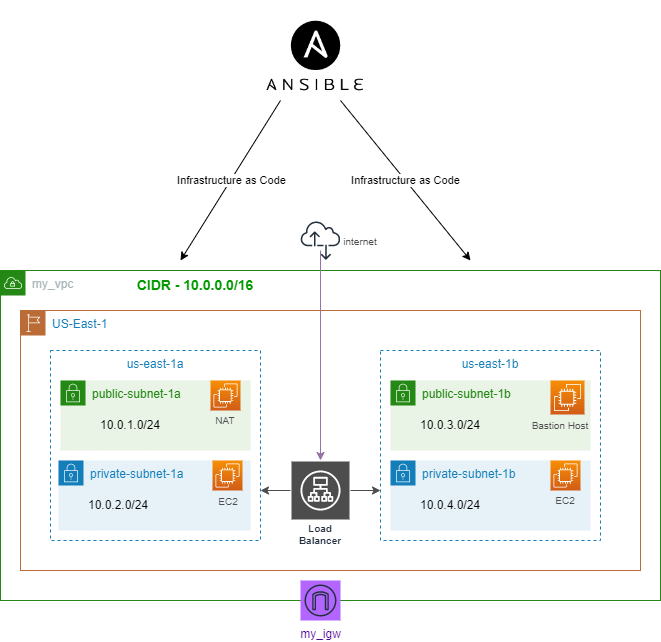 ANSIBLE
Infrastructure as Code
Infrastructure as Code
internet
my_vpc
CIDR - 10.0.0.0/16
US-East-1
us-east-1a
us-east-1b
public-subnet-1a
10.0.1.0/24
NAT
public-subnet-1b
10.0.3.0/24
Bastion Host
private-subnet-1a
10.0.2.0/24
EC2
private-subnet-1b
10.0.4.0/24
EC2
Load
Balancer
my_igw